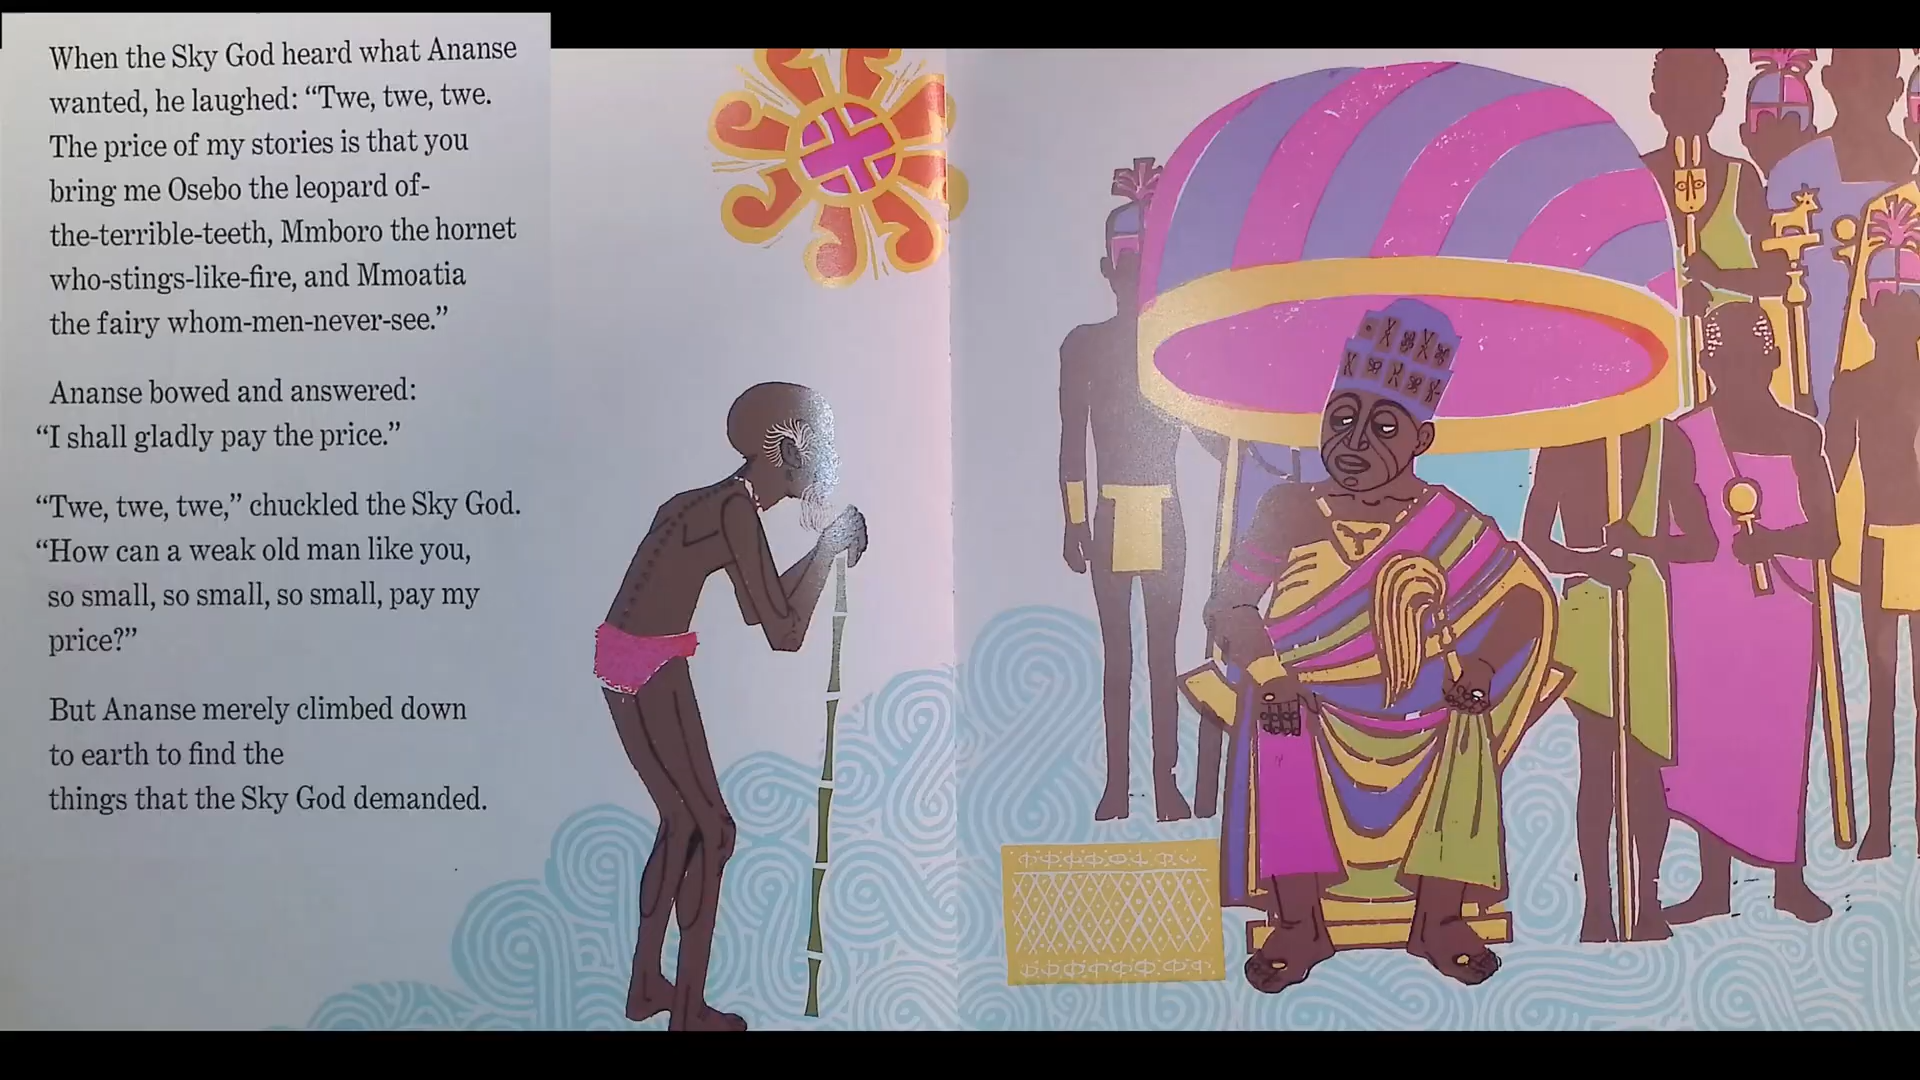 When the Sky God heard what Ananse
wanted, he laughed: “Twe, twe, twe.
The price of my stories is that you
bring me Osebo the leopard of-
the-terrible-teeth, Mmboro the hornet
who-stings-like-fire, and Mmoatia
the fairy whom-men-never-see.”
Ananse bowed and answered:
“I shall gladly pay the price.”
“Twe, twe, twe,” chuckled the Sky God.
“How can a weak old man like you,
so small, so small, so small, pay my
price?”
But Ananse merely climbed down
to earth to find the
things that the Sky God demanded.